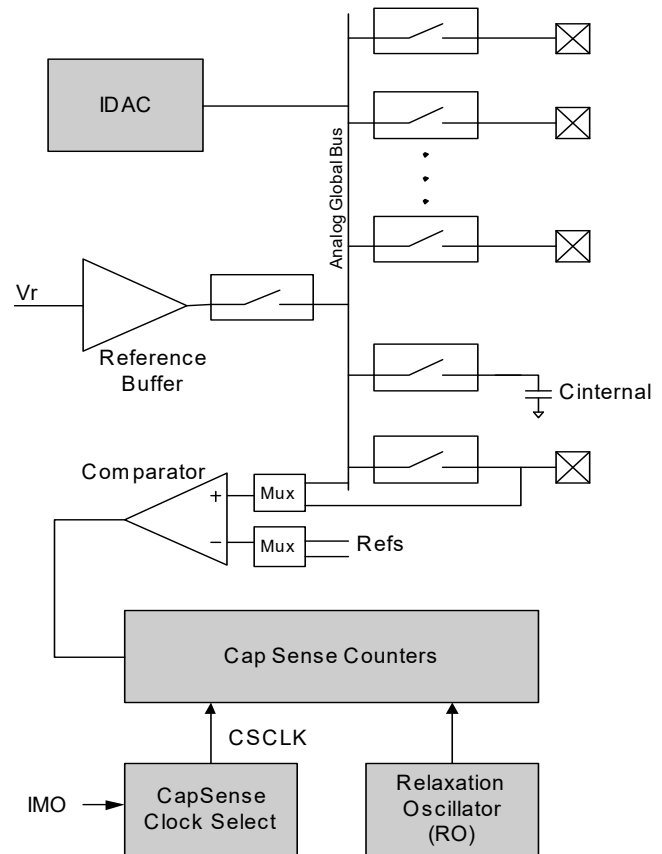 IDAC
Analog Global Bus
Vr
Reference
Buffer
Cinternal
Comparator
+
Mux
−
Mux
Refs
Cap Sense Counters
CSCLK
IMO
CapSense
Clock Select
Relaxation
Oscillator
(RO)